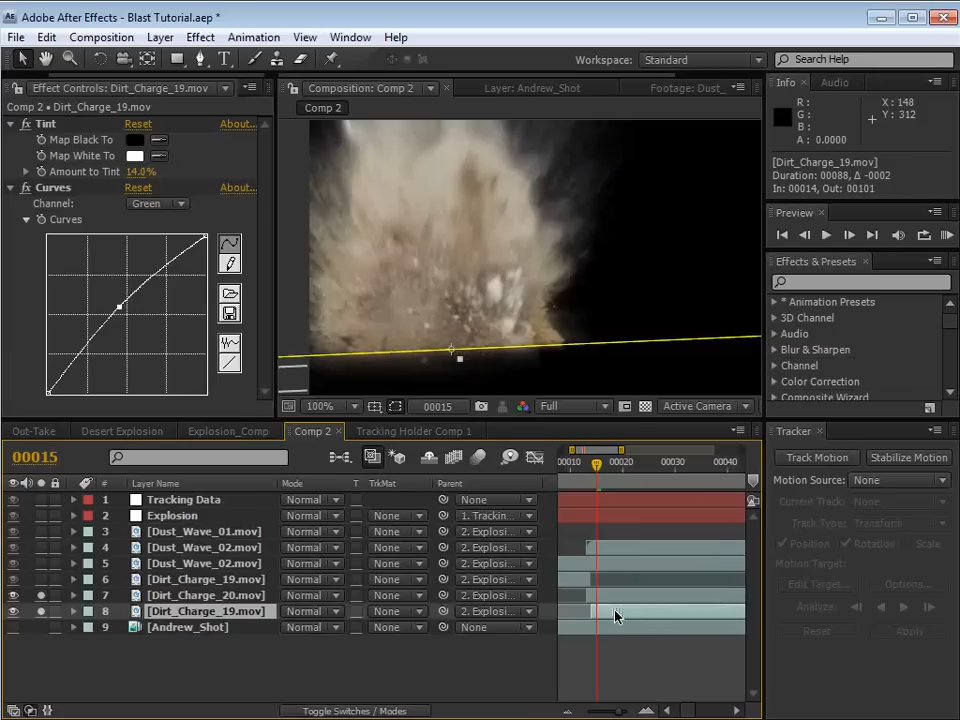 Adobe After Effects - Blast Tutorial.aep *
File Edit Composition Layer Effect Animation View Window Help
Workspace: Standard Search Help
Effect Controls: Dirt_Charge_19.mov
Comp 2 • Dirt_Charge_19.mov
fx Tint Reset About...
Map Black To
Map White To
Amount to Tint 14.0%
fx Curves Reset About...
Channel: Green
Curves
Composition: Comp 2 Layer: Andrew_Shot Footage: Dust_
Comp 2
100% 00015 Full Active Camera
Info Audio
R : X : 148
G : Y : 312
B :
A : 0.0000
[Dirt_Charge_19.mov]
Duration: 00088, Δ -0002
In: 00014, Out: 00101
Preview
Effects & Presets
* Animation Presets
3D Channel
Audio
Blur & Sharpen
Channel
Color Correction
Composite Wizard
Out-Take Desert Explosion Explosion_Comp Comp 2 Tracking Holder Comp 1
00015
00010 00020 00030 00040
# Layer Name Mode T TrkMat Parent
1 Tracking Data Normal None
2 Explosion Normal None 1. Trackin...
3 [Dust_Wave_01.mov] Normal None 2. Explosi...
4 [Dust_Wave_02.mov] Normal None 2. Explosi...
5 [Dust_Wave_02.mov] Normal None 2. Explosi...
6 [Dirt_Charge_19.mov] Normal None 2. Explosi...
7 [Dirt_Charge_20.mov] Normal None 2. Explosi...
8 [Dirt_Charge_19.mov] Normal None 2. Explosi...
9 [Andrew_Shot] Normal None None
Toggle Switches / Modes
Tracker
Track Motion Stabilize Motion
Motion Source: None
Current Track: None
Track Type: Transform
Position Rotation Scale
Motion Target:
Edit Target... Options...
Analyze:
Reset Apply